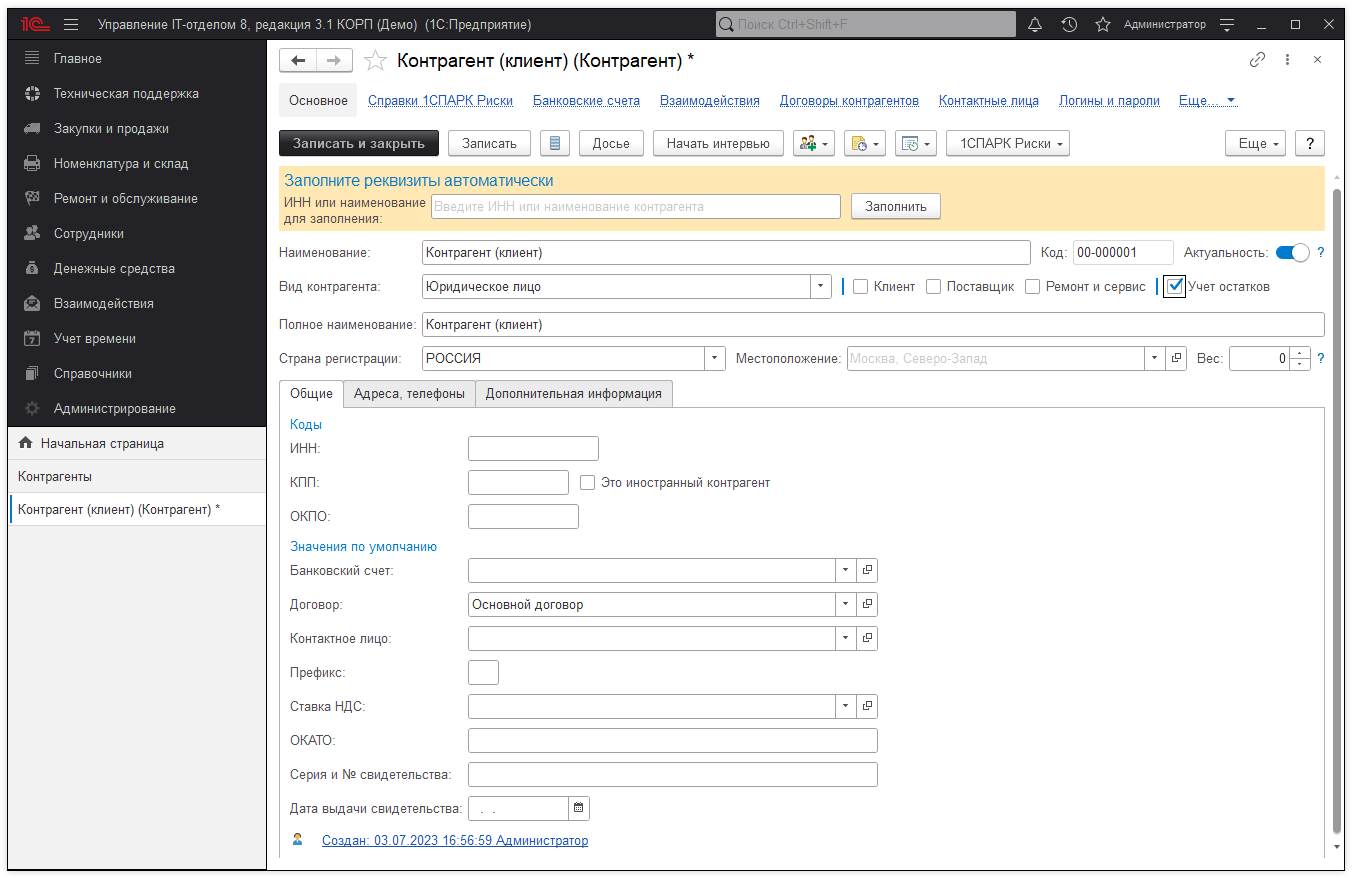 1С Управление IT-отделом 8, редакция 3.1 КОРП (Демо) (1С:Предприятие) Поиск Ctrl+Shift+F Администратор
Главное
Техническая поддержка
Закупки и продажи
Номенклатура и склад
Ремонт и обслуживание
Сотрудники
Денежные средства
Взаимодействия
7 Учет времени
Справочники
Администрирование
Начальная страница
Контрагенты
Контрагент (клиент) (Контрагент) *
Контрагент (клиент) (Контрагент) *
Основное Справки 1СПАРК Риски Банковские счета Взаимодействия Договоры контрагентов Контактные лица Логины и пароли Еще...
Записать и закрыть Записать Досье Начать интервью 1СПАРК Риски Еще ?
Заполните реквизиты автоматически
ИНН или наименование
для заполнения: Введите ИНН или наименование контрагента Заполнить
Наименование: Контрагент (клиент) Код: 00-000001 Актуальность: ?
Вид контрагента: Юридическое лицо Клиент Поставщик Ремонт и сервис Учет остатков
Полное наименование: Контрагент (клиент)
Страна регистрации: РОССИЯ Местоположение: Москва, Северо-Запад Вес: 0 ?
Общие Адреса, телефоны Дополнительная информация
Коды
ИНН:
КПП: Это иностранный контрагент
ОКПО:
Значения по умолчанию
Банковский счет:
Договор: Основной договор
Контактное лицо:
Префикс:
Ставка НДС:
ОКАТО:
Серия и № свидетельства:
Дата выдачи свидетельства: . .
Создан: 03.07.2023 16:56:59 Администратор